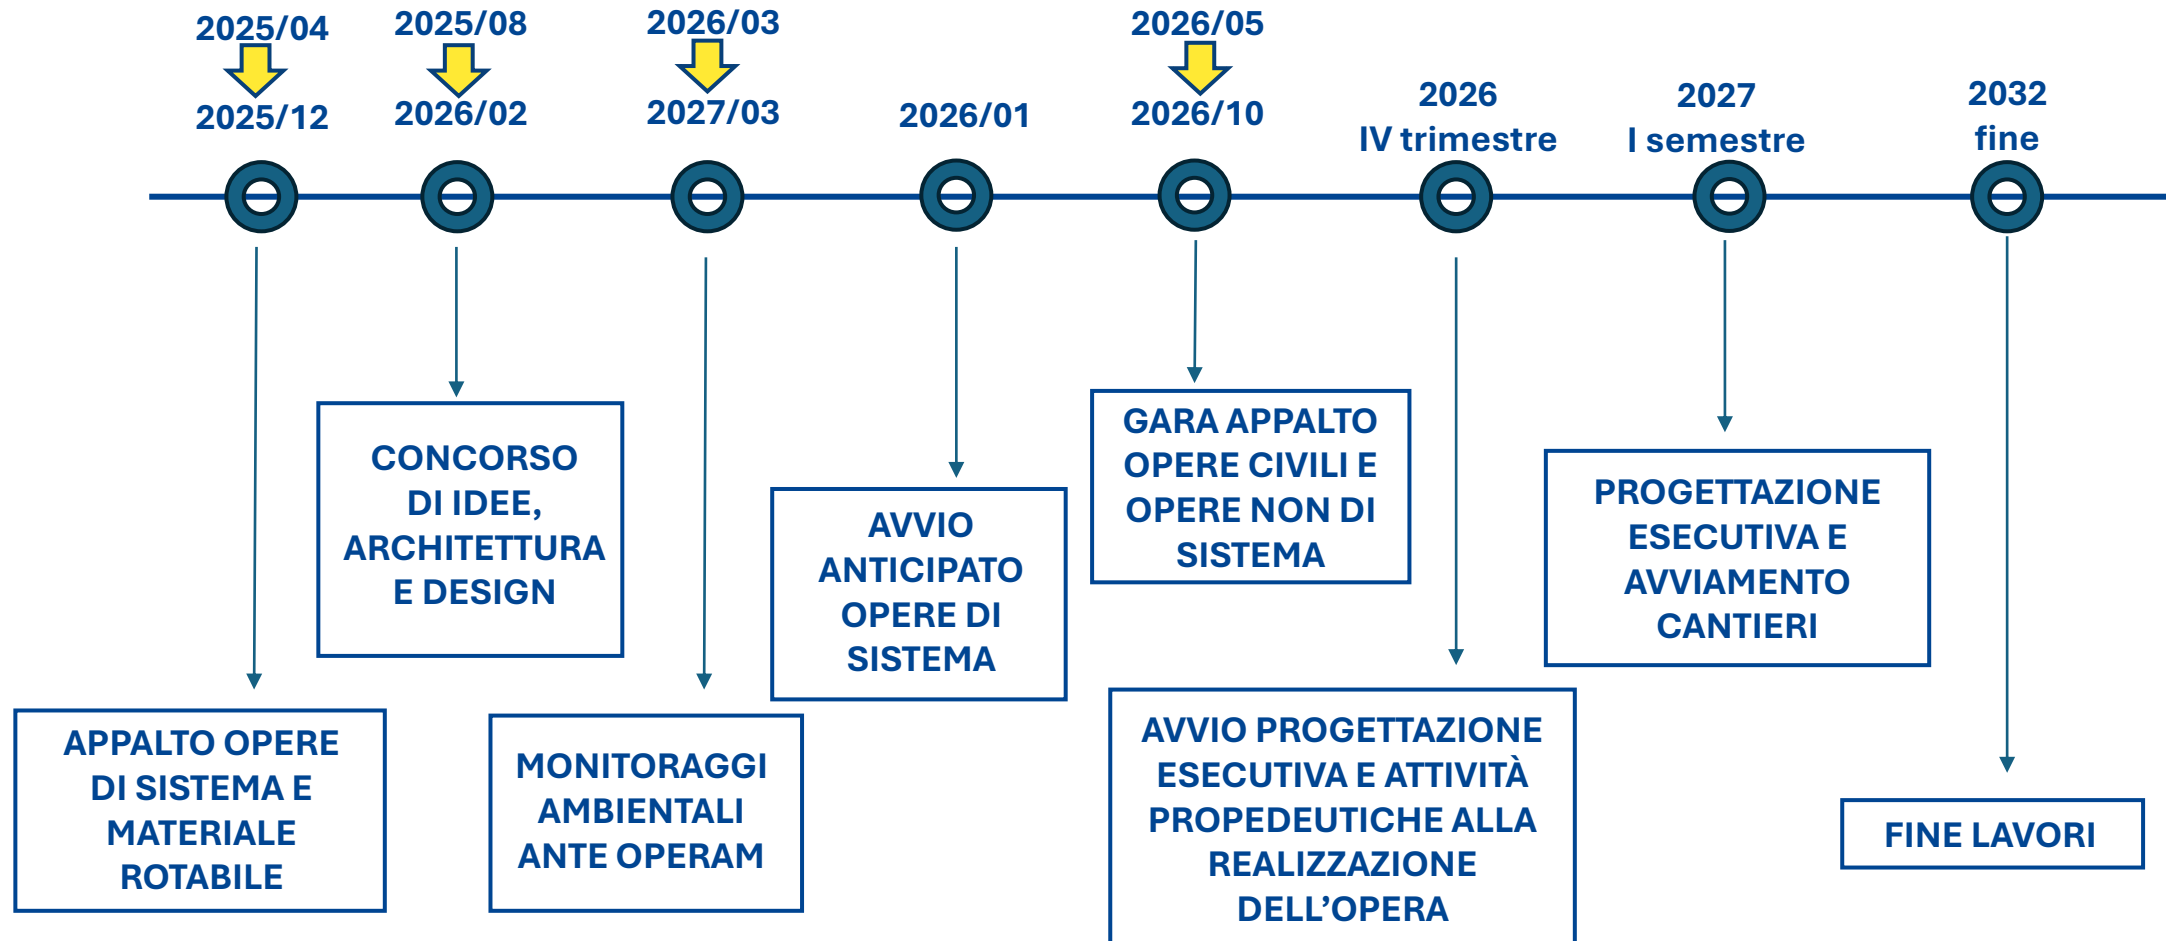 2025/04
2025/12
2025/08
2026/02
2026/03
2027/03
2026/01
2026/05
2026/10
2026
IV trimestre
2027
I semestre
2032
fine
APPALTO OPERE
DI SISTEMA E
MATERIALE
ROTABILE
CONCORSO
DI IDEE,
ARCHITETTURA
E DESIGN
MONITORAGGI
AMBIENTALI
ANTE OPERAM
AVVIO
ANTICIPATO
OPERE DI
SISTEMA
GARA APPALTO
OPERE CIVILI E
OPERE NON DI
SISTEMA
AVVIO PROGETTAZIONE
ESECUTIVA E ATTIVITÀ
PROPEDEUTICHE ALLA
REALIZZAZIONE
DELL’OPERA
PROGETTAZIONE
ESECUTIVA E
AVVIAMENTO
CANTIERI
FINE LAVORI